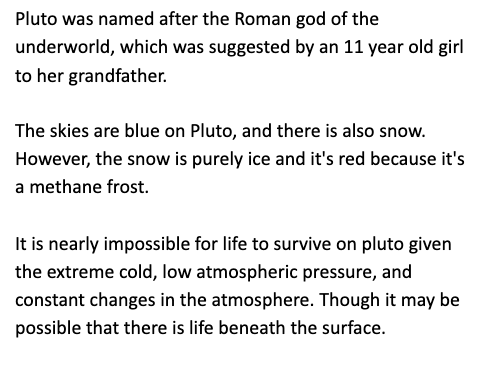 Pluto was named after the Roman god of the
underworld, which was suggested by an 11 year old girl
to her grandfather.
The skies are blue on Pluto, and there is also snow.
However, the snow is purely ice and it's red because it's
a methane frost.
It is nearly impossible for life to survive on pluto given
the extreme cold, low atmospheric pressure, and
constant changes in the atmosphere. Though it may be
possible that there is life beneath the surface.